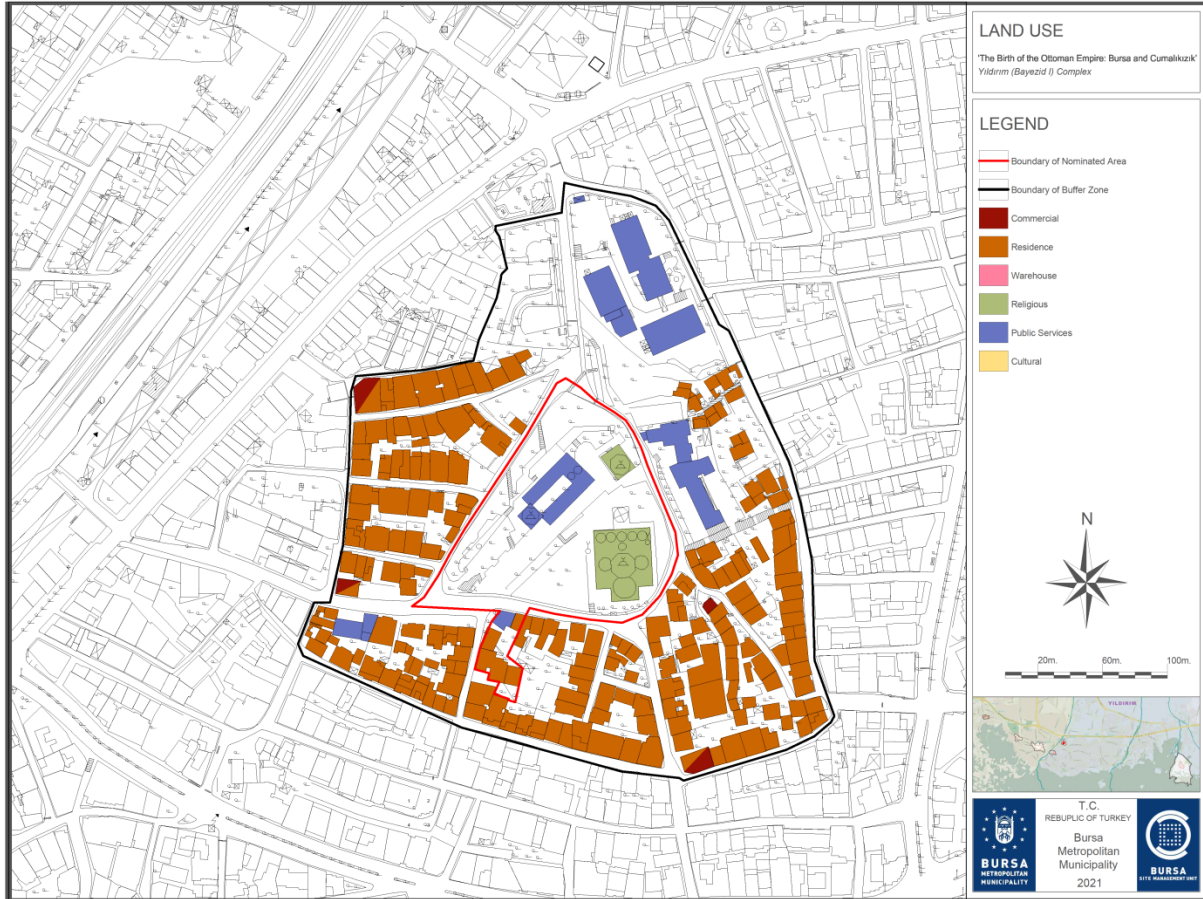 LAND USE
'The Birth of the Ottoman Empire: Bursa and Cumalıkızık'
Yıldırım (Bayezid I) Complex
LEGEND
Boundary of Nominated Area
Boundary of Buffer Zone
Commercial
Residence
Warehouse
Religious
Public Services
Cultural
N
20m. 60m. 100m.
YILDIRIM
T.C.
REBUPLIC OF TURKEY
Bursa
Metropolitan
Municipality
2021
BURSA
METROPOLITAN
MUNICIPALITY
BURSA
SITE MANAGEMENT UNIT